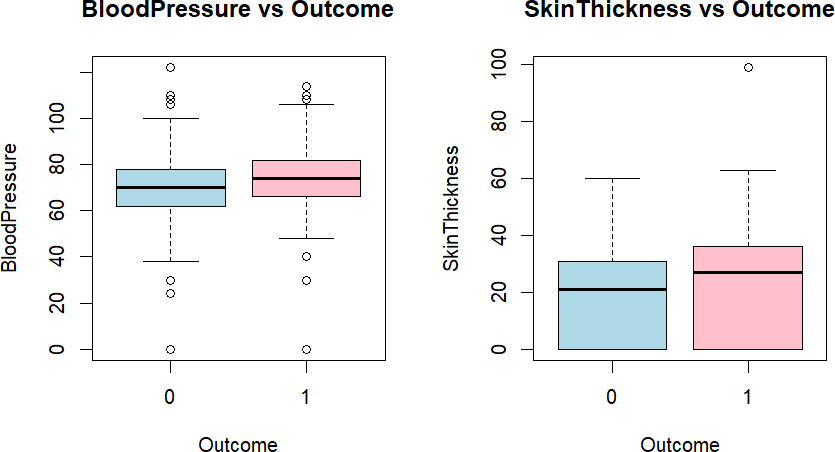 BloodPressure vs Outcome
BloodPressure
100
80
60
40
20
0
0 1
Outcome
SkinThickness vs Outcome
SkinThickness
100
80
60
40
20
0
0 1
Outcome